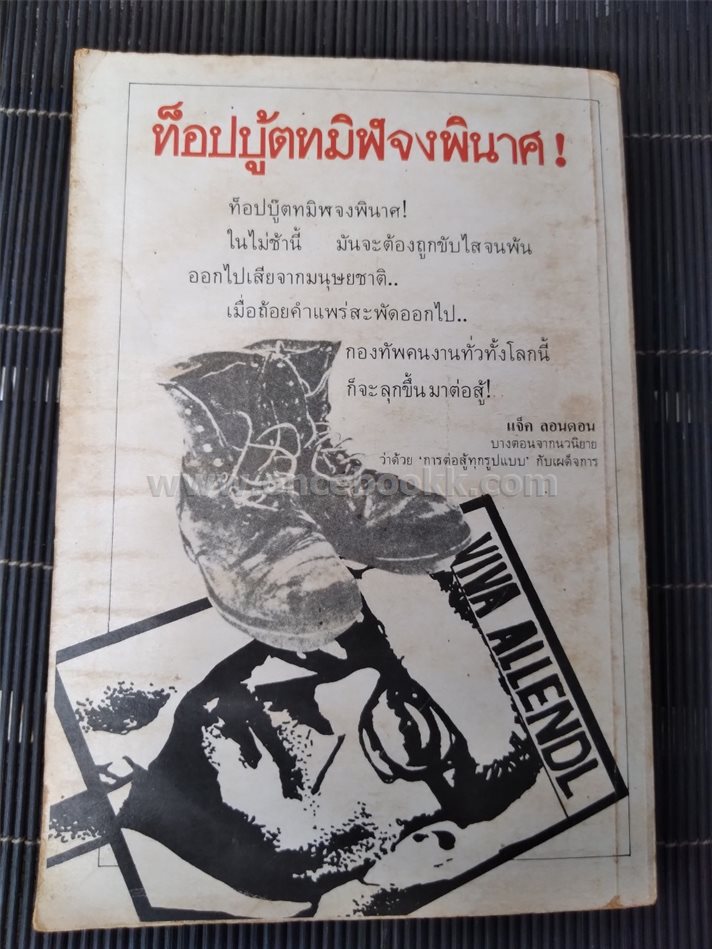 ท็อปบู้ตทมิฬจงพินาศ!
ท็อปบู๊ตทมิฬจงพินาศ!
ในไม่ช้านี้ มันจะต้องถูกขับไสจนพ้น
ออกไปเสียจากมนุษยชาติ..
เมื่อถ้อยคำแพร่สะพัดออกไป..
กองทัพคนงานทั่วทั้งโลกนี้
ก็จะลุกขึ้นมาต่อสู้!
แจ็ค ลอนดอน
บางตอนจากนวนิยาย
ว่าด้วย 'การต่อสู้ทุกรูปแบบ' กับเผด็จการ
www.oncebookk.com
VIVA ALLENDL